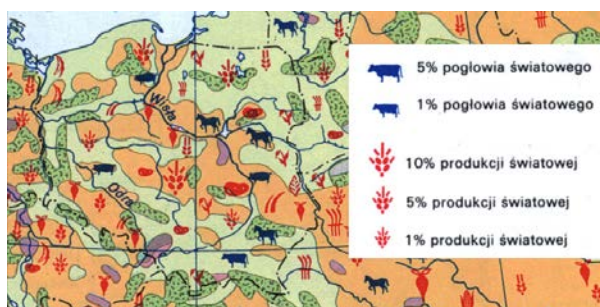 5% pogłowia światowego
1% pogłowia światowego
10% produkcji światowej
5% produkcji światowej
1% produkcji światowej
Wisła
Odra